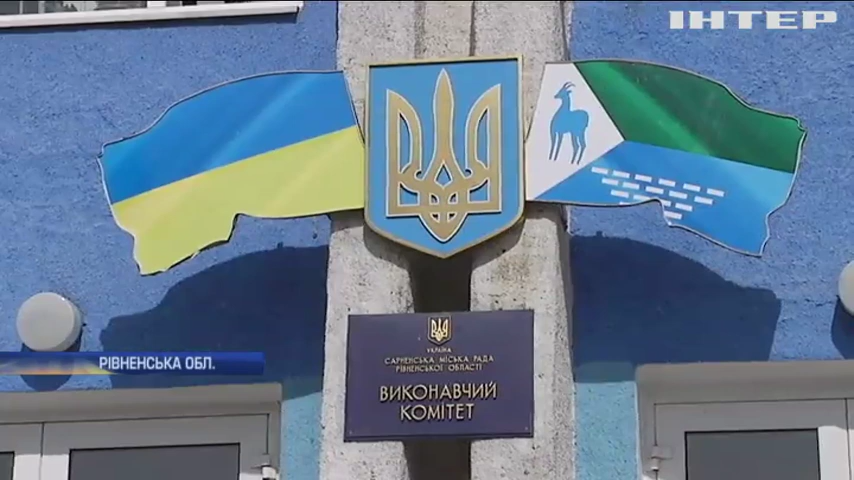 ІНТЕР
УКРАЇНА
САРНЕНСЬКА МІСЬКА РАДА
РІВНЕНСЬКОЇ ОБЛАСТІ
ВИКОНАВЧИЙ
КОМІТЕТ
РІВНЕНСЬКА ОБЛ.